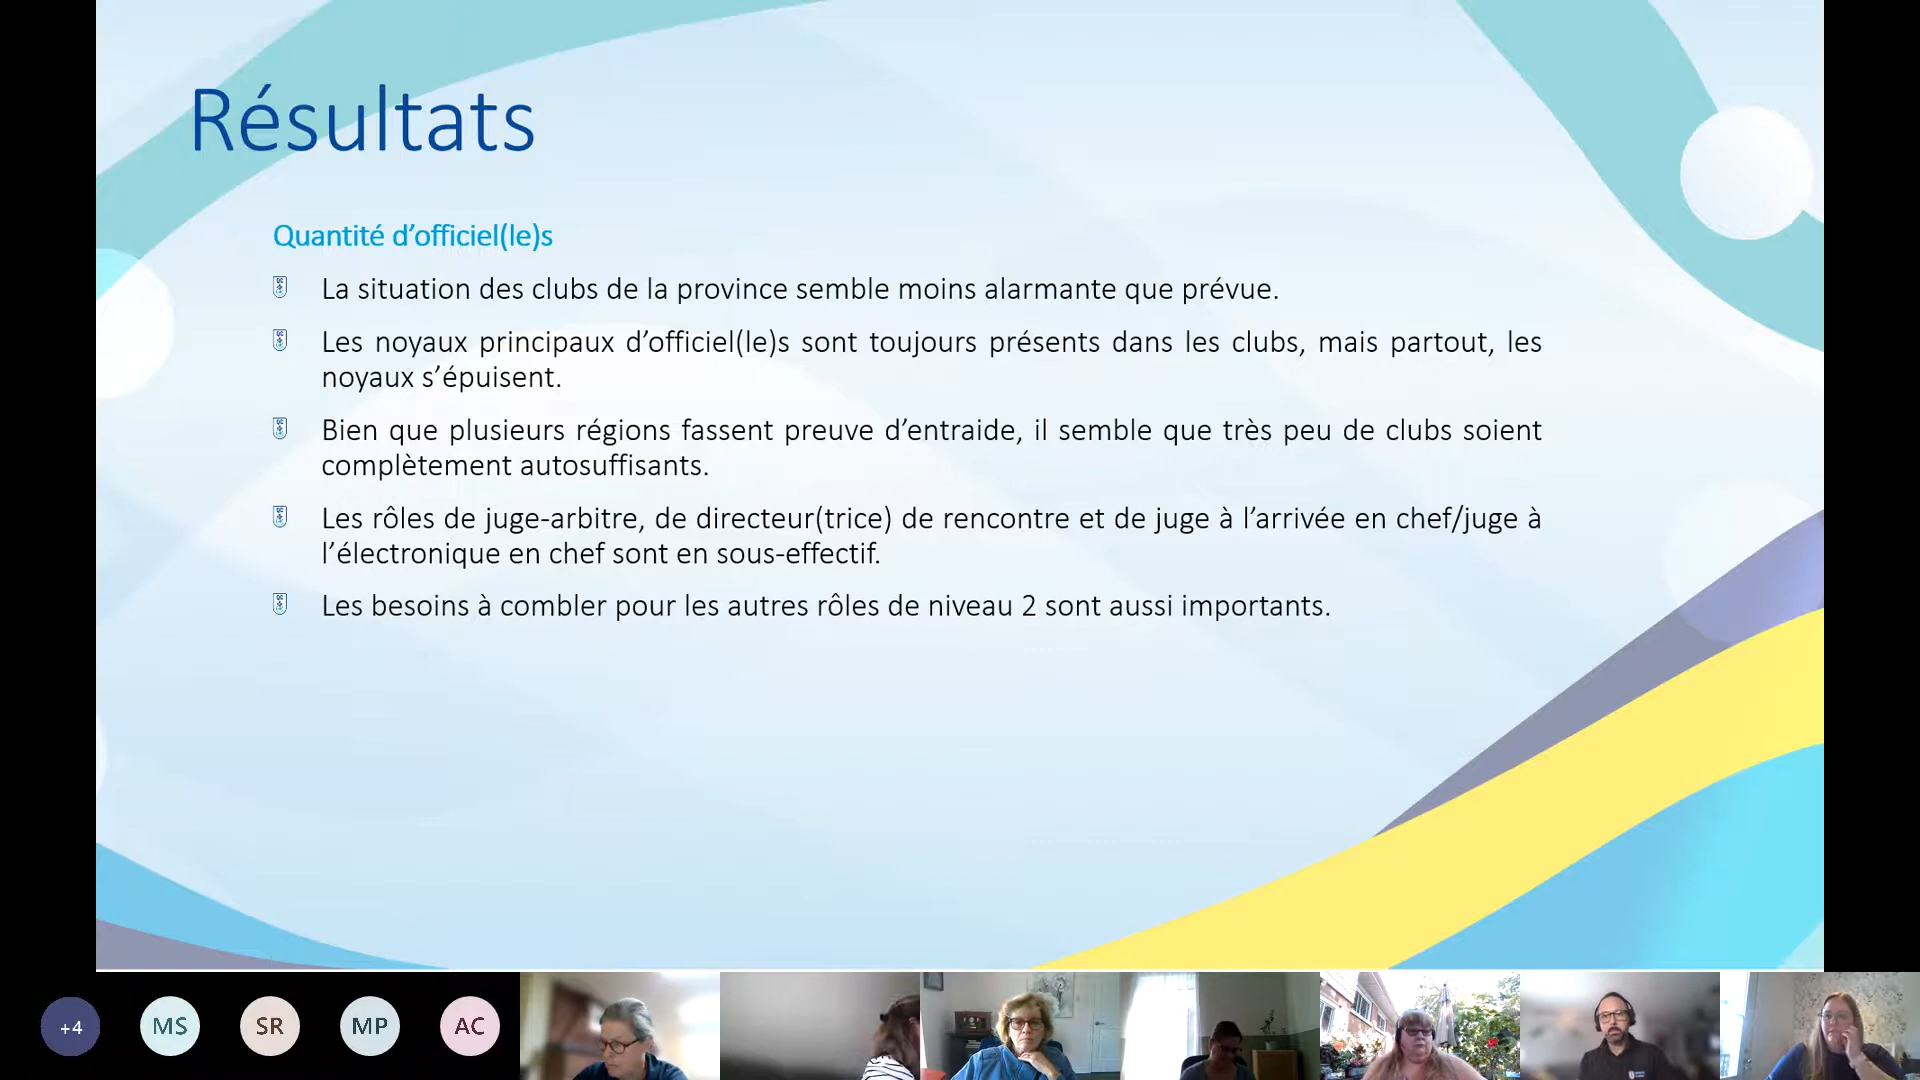 Résultats
Quantité d’officiel(le)s
La situation des clubs de la province semble moins alarmante que prévue.
Les noyaux principaux d’officiel(le)s sont toujours présents dans les clubs, mais partout, les
noyaux s’épuisent.
Bien que plusieurs régions fassent preuve d’entraide, il semble que très peu de clubs soient
complètement autosuffisants.
Les rôles de juge-arbitre, de directeur(trice) de rencontre et de juge à l’arrivée en chef/juge à
l’électronique en chef sont en sous-effectif.
Les besoins à combler pour les autres rôles de niveau 2 sont aussi importants.
+4 MS SR MP AC